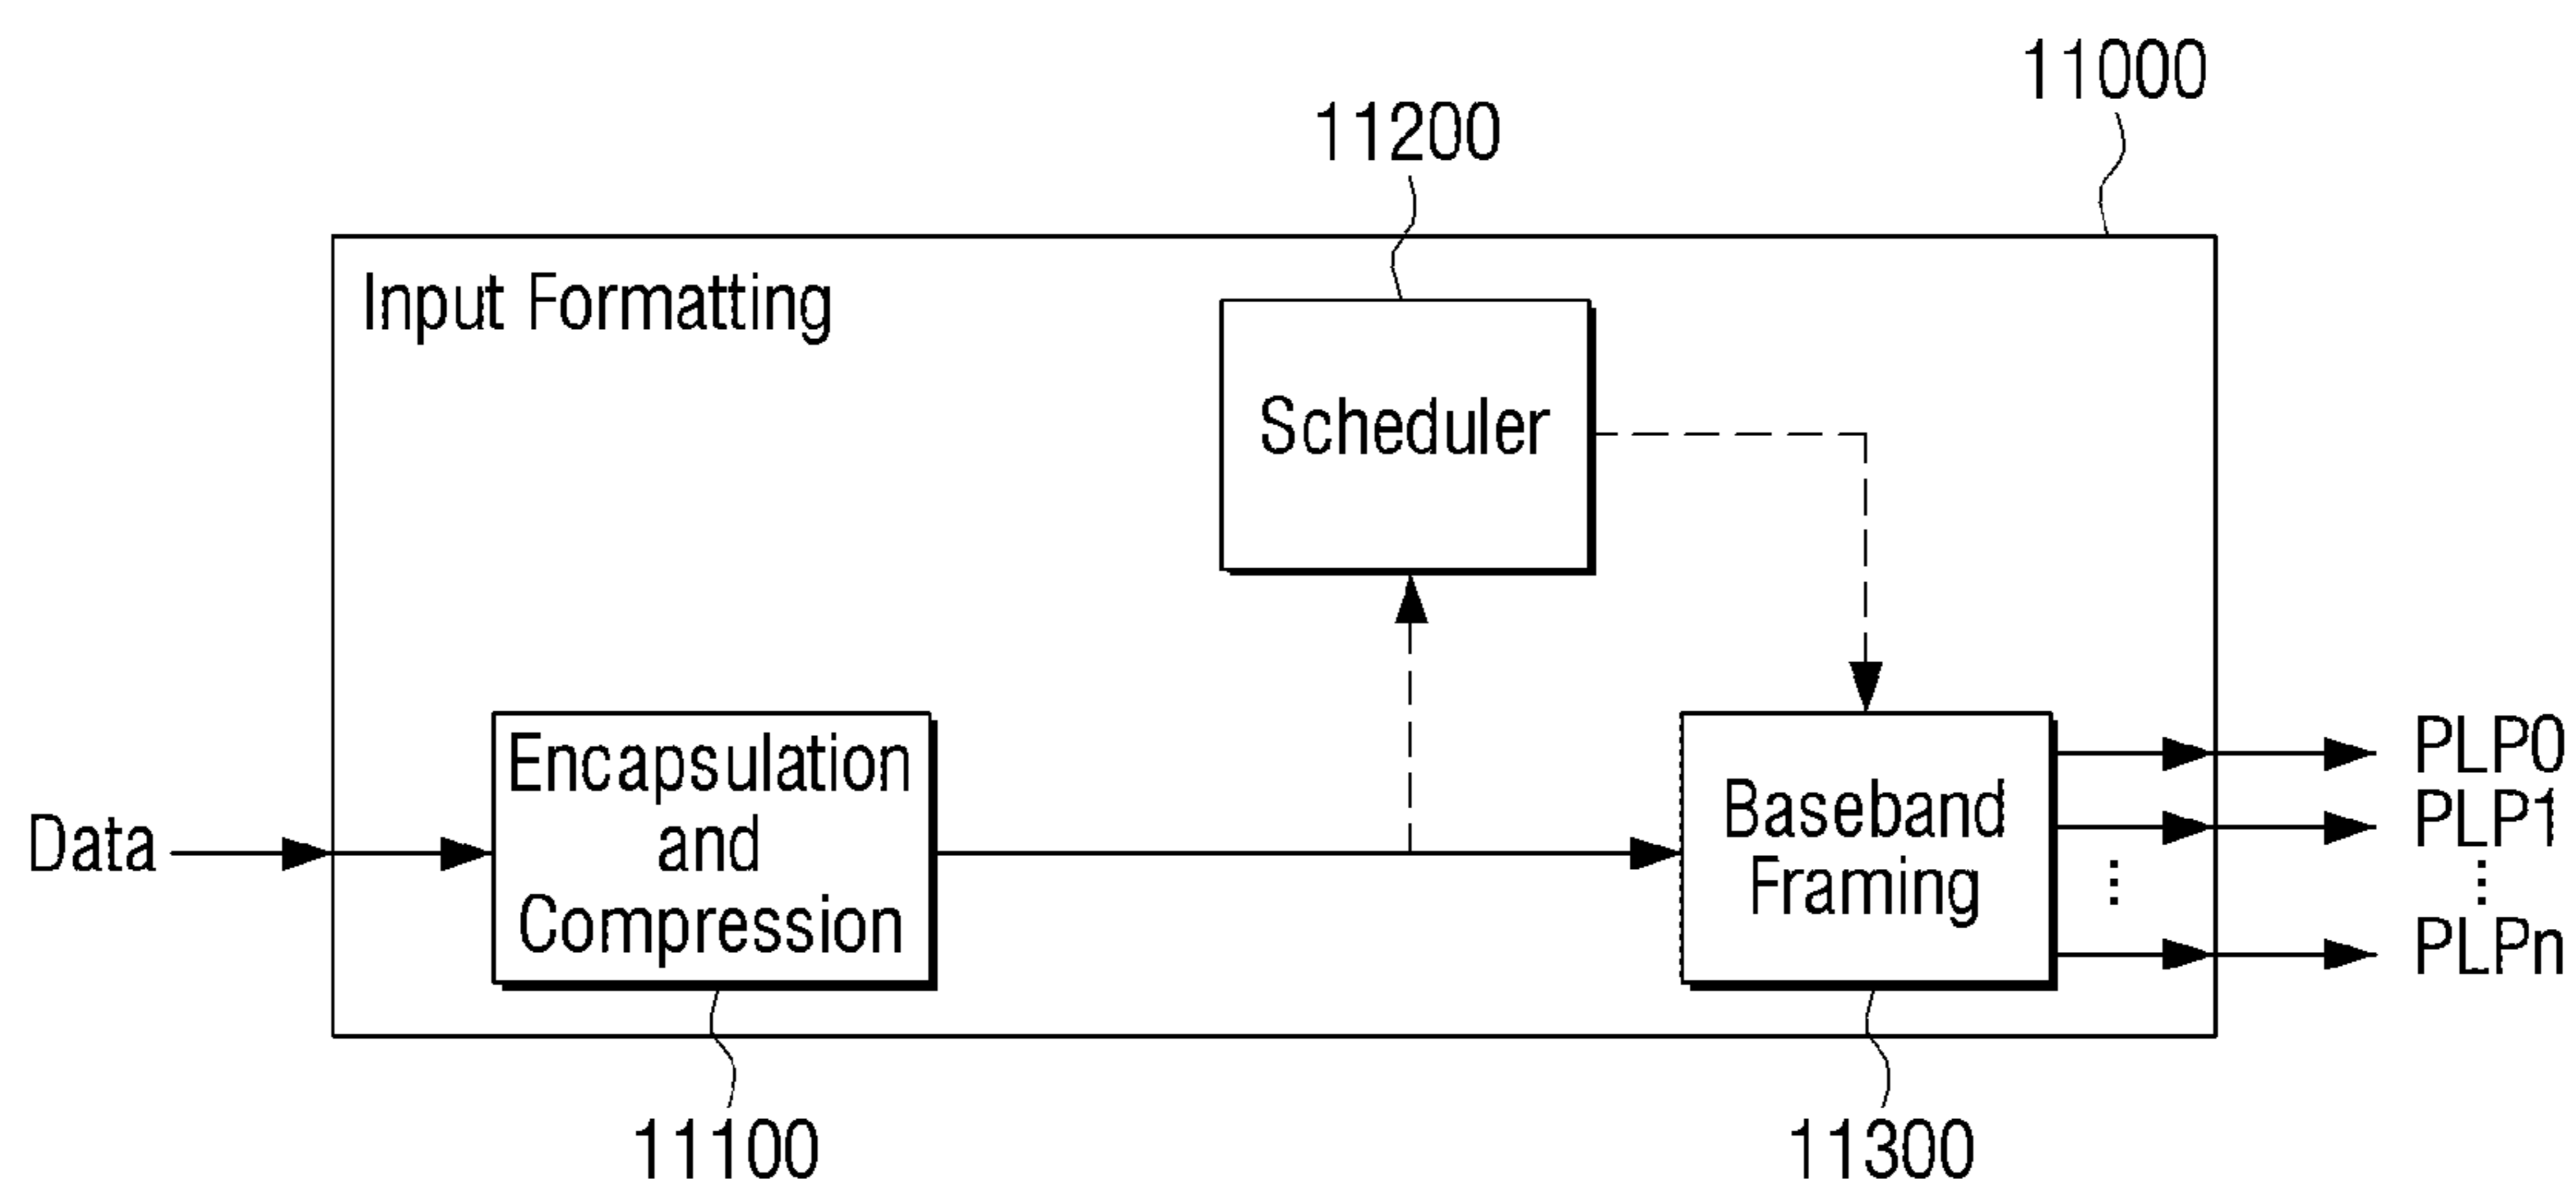 11000
11200
Input Formatting
Scheduler
Encapsulation
and
Compression
Data
Baseband
Framing
PLP0
PLP1
⋮
⋮
PLPn
11100
11300